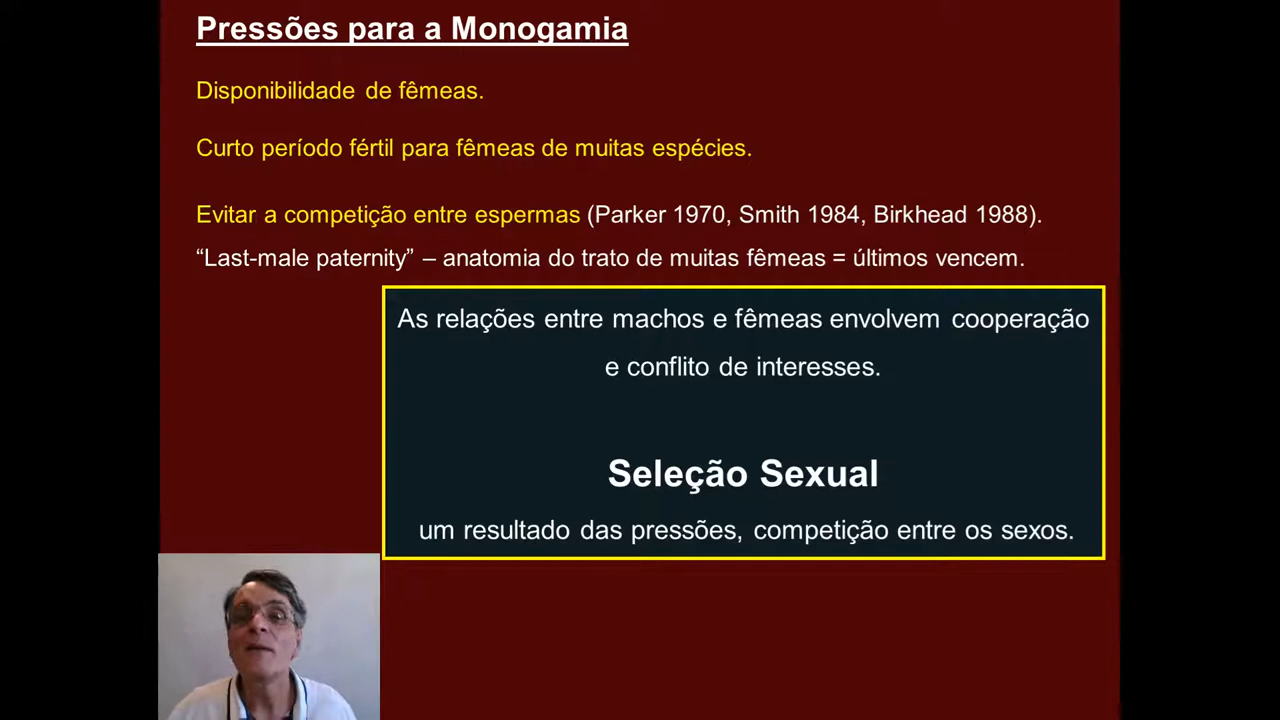 Pressões para a Monogamia
Disponibilidade de fêmeas.
Curto período fértil para fêmeas de muitas espécies.
Evitar a competição entre espermas (Parker 1970, Smith 1984, Birkhead 1988).
“Last-male paternity” – anatomia do trato de muitas fêmeas = últimos vencem.
As relações entre machos e fêmeas envolvem cooperação
e conflito de interesses.
Seleção Sexual
um resultado das pressões, competição entre os sexos.